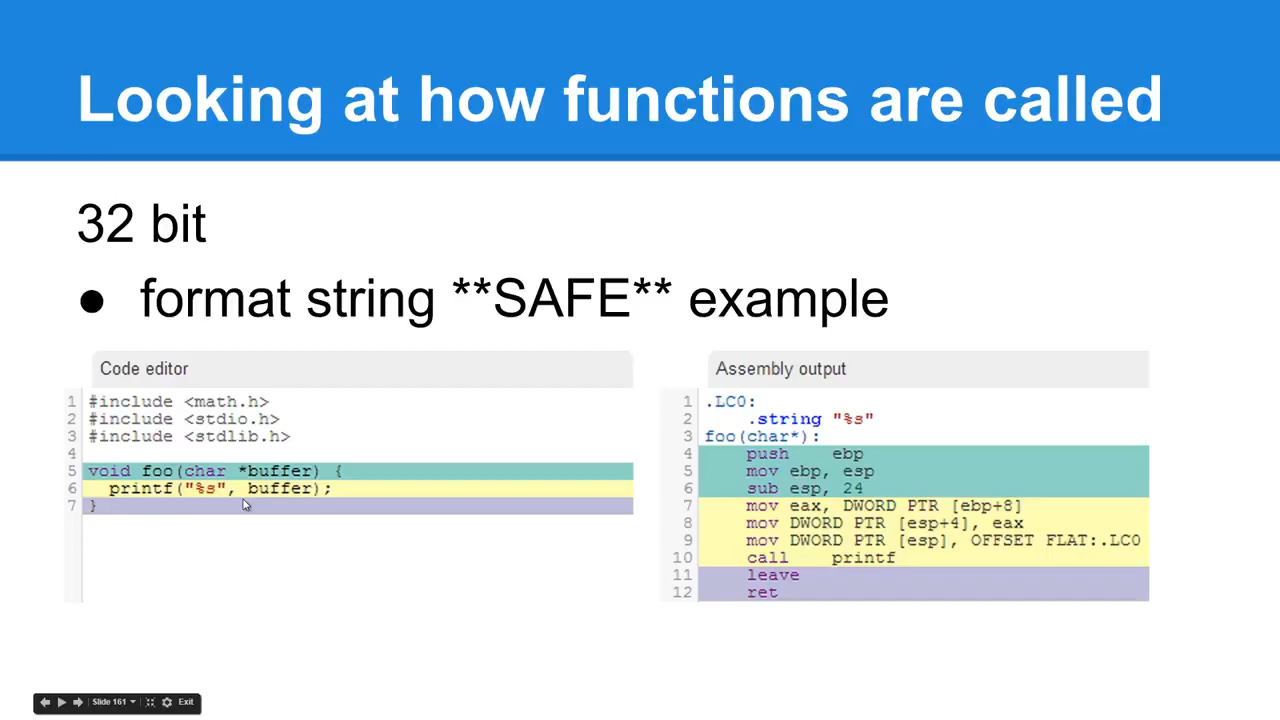 Looking at how functions are called
32 bit
● format string **SAFE** example
Code editor
1 #include <math.h>
2 #include <stdio.h>
3 #include <stdlib.h>
4
5 void foo(char *buffer) {
6   printf("%s", buffer);
7 }
Assembly output
1 .LC0:
2     .string "%s"
3 foo(char*):
4     push    ebp
5     mov ebp, esp
6     sub esp, 24
7     mov eax, DWORD PTR [ebp+8]
8     mov DWORD PTR [esp+4], eax
9     mov DWORD PTR [esp], OFFSET FLAT:.LC0
10     call    printf
11     leave
12     ret
Slide 161 Exit